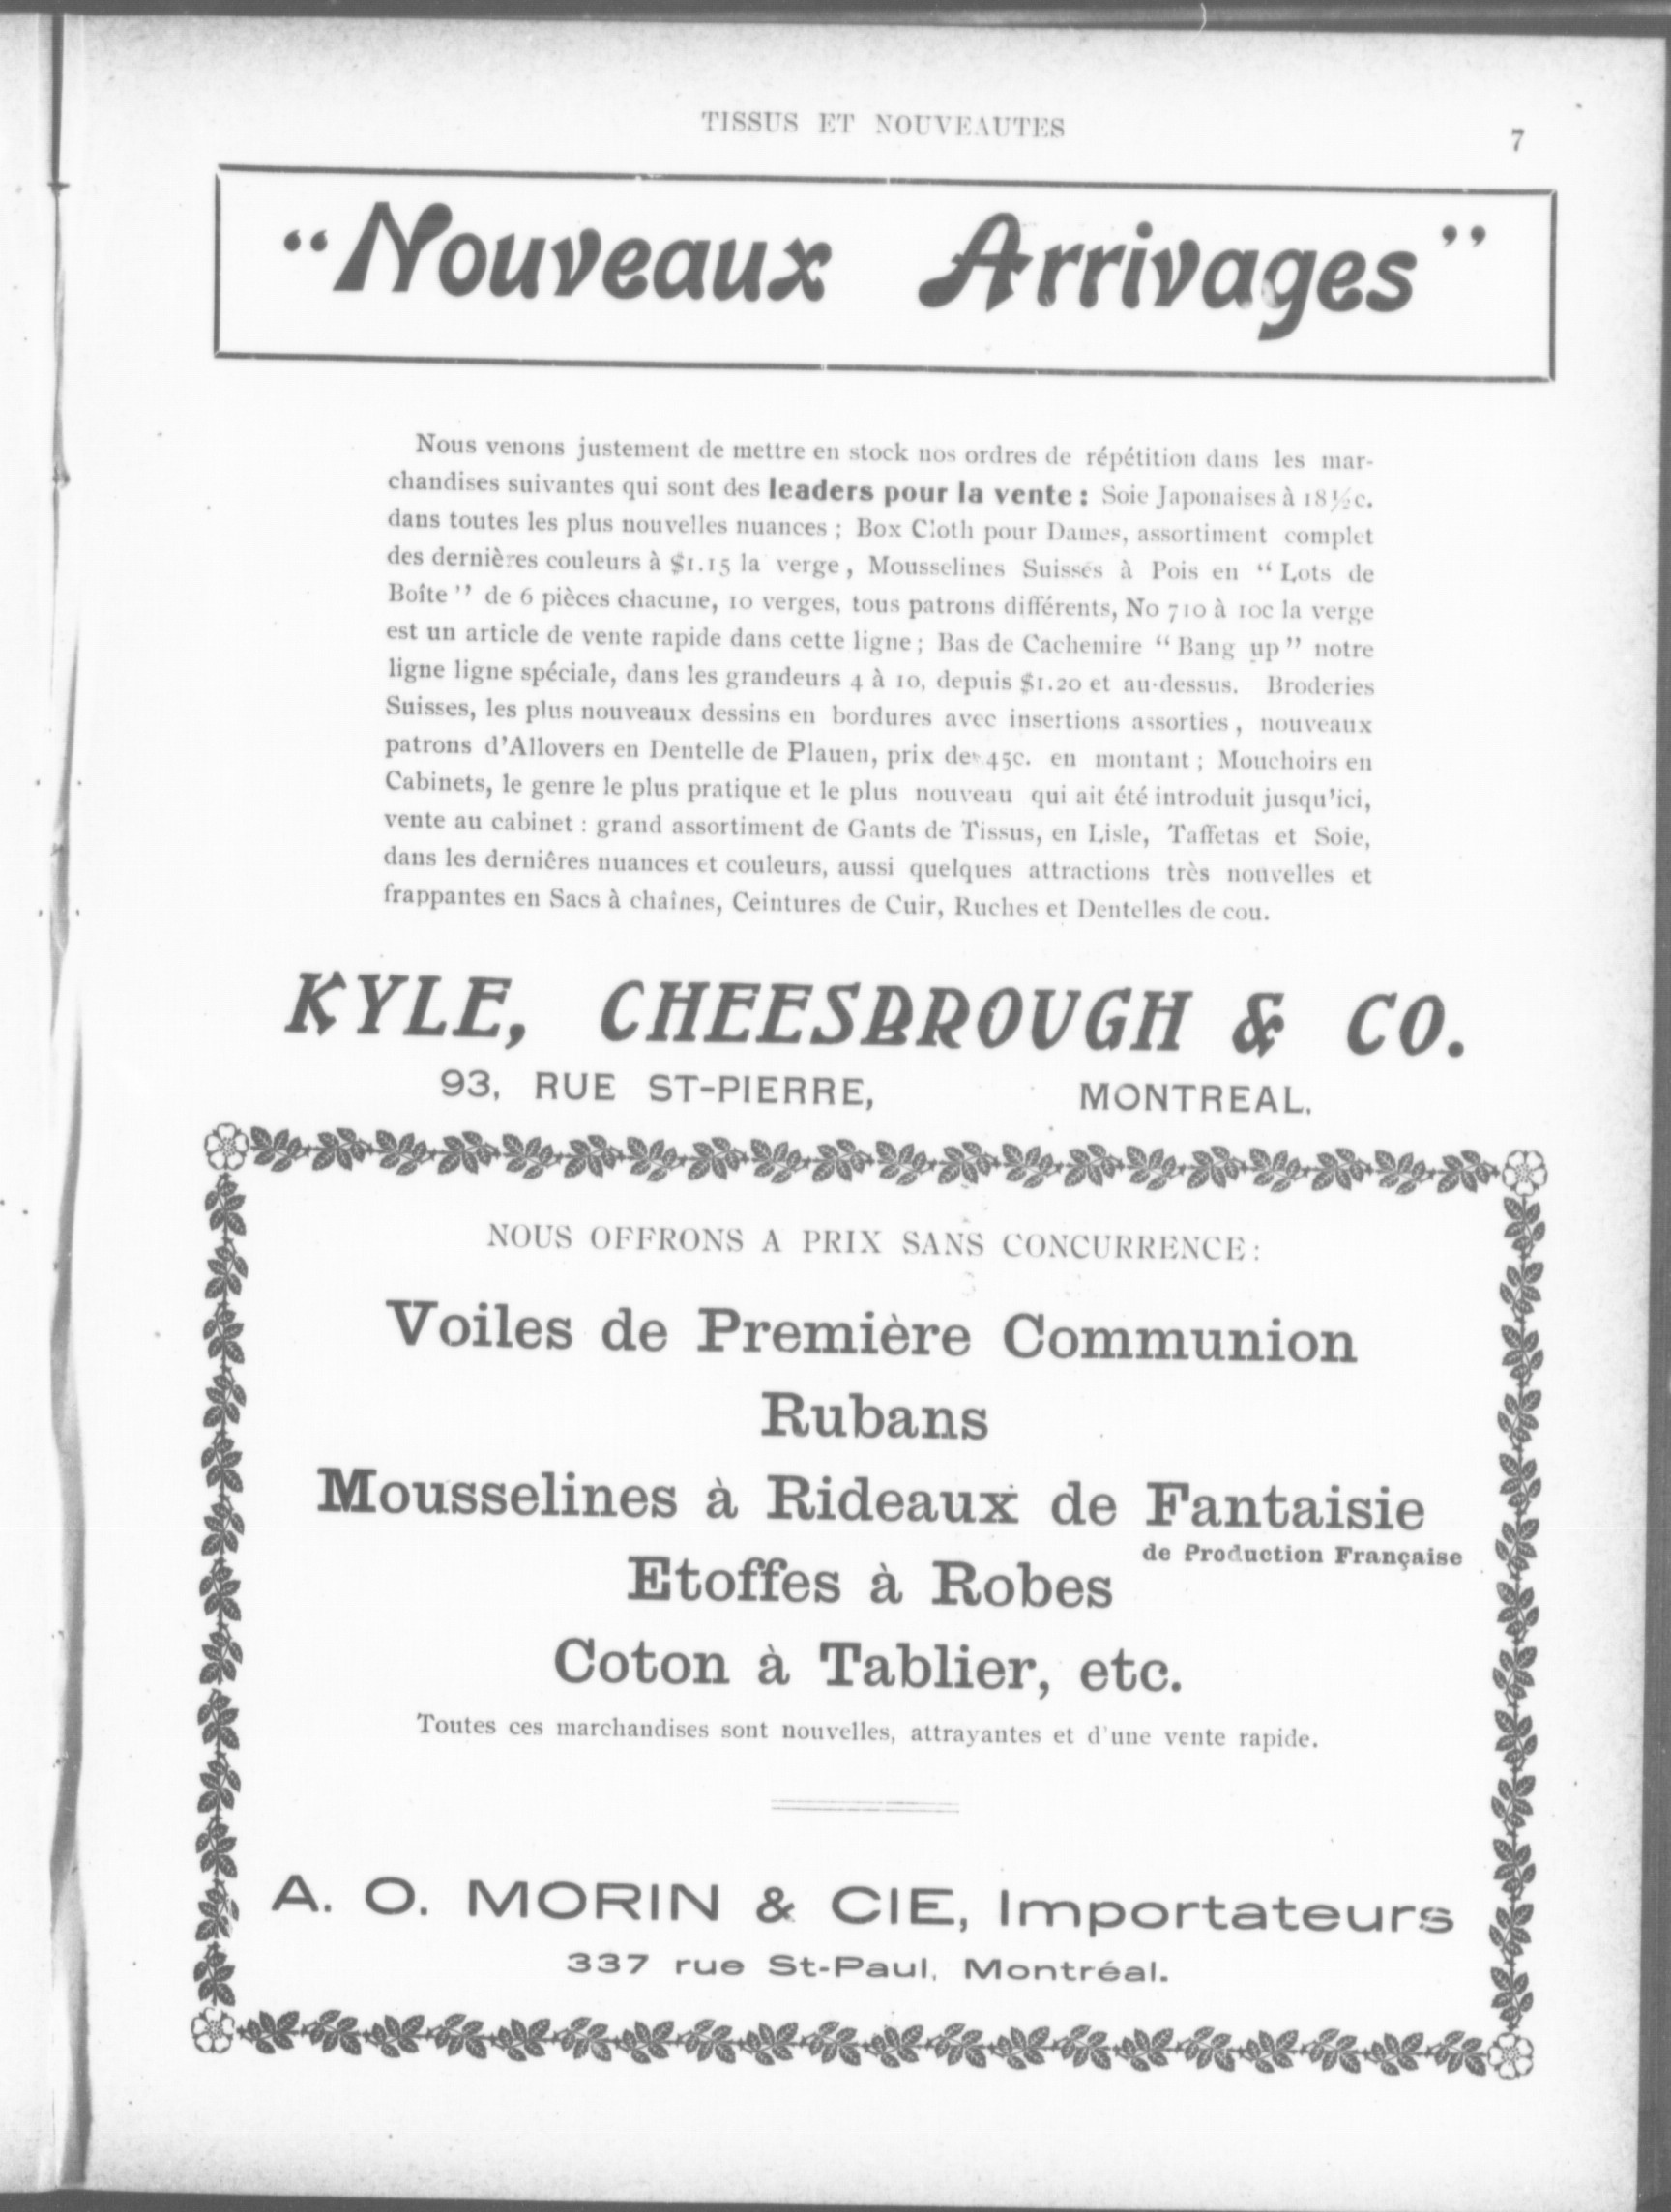 TISSUS ET NOUVEAUTES
7
"Nouveaux Arrivages"
Nous venons justement de mettre en stock nos ordres de répétition dans les mar-
chandises suivantes qui sont des leaders pour la vente : Soie Japonaises à 18½c.
dans toutes les plus nouvelles nuances ; Box Cloth pour Dames, assortiment complet
des dernières couleurs à $1.15 la verge, Mousselines Suisses à Pois en " Lots de
Boîte " de 6 pièces chacune, 10 verges, tous patrons différents, No 710 à 10c la verge
est un article de vente rapide dans cette ligne ; Bas de Cachemire " Bang up " notre
ligne ligne spéciale, dans les grandeurs 4 à 10, depuis $1.20 et au-dessus. Broderies
Suisses, les plus nouveaux dessins en bordures avec insertions assorties, nouveaux
patrons d'Allovers en Dentelle de Plauen, prix de 45c. en montant ; Mouchoirs en
Cabinets, le genre le plus pratique et le plus nouveau qui ait été introduit jusqu'ici,
vente au cabinet : grand assortiment de Gants de Tissus, en Lisle, Taffetas et Soie,
dans les dernières nuances et couleurs, aussi quelques attractions très nouvelles et
frappantes en Sacs à chaînes, Ceintures de Cuir, Ruches et Dentelles de cou.
KYLE, CHEESBROUGH & CO.
93, RUE ST-PIERRE, MONTREAL.
NOUS OFFRONS A PRIX SANS CONCURRENCE :
Voiles de Première Communion
Rubans
Mousselines à Rideaux de Fantaisie
de Production Française
Etoffes à Robes
Coton à Tablier, etc.
Toutes ces marchandises sont nouvelles, attrayantes et d'une vente rapide.
A. O. MORIN & CIE, Importateurs
337 rue St-Paul, Montréal.